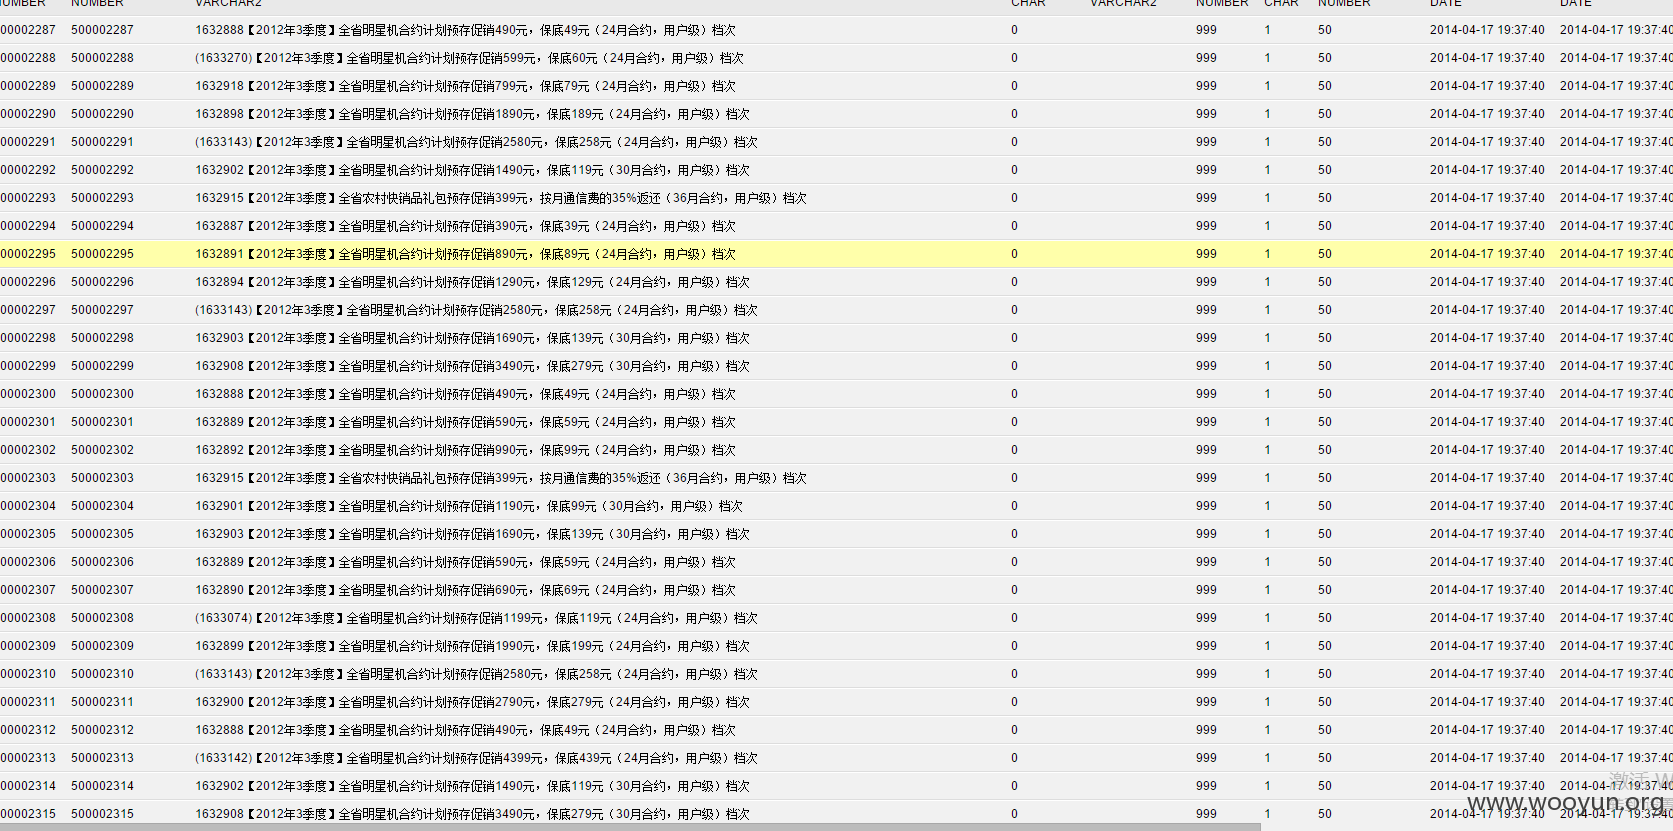 NUMBER NUMBER VARCHAR2 CHAR VARCHAR2 NUMBER CHAR NUMBER DATE DATE
00002287 500002287 1632888【2012年3季度】全省明星机合约计划预存促销490元，保底49元（24月合约，用户级）档次 0 999 1 50 2014-04-17 19:37:40 2014-04-17 19:37:40
00002288 500002288 (1633270)【2012年3季度】全省明星机合约计划预存促销599元，保底60元（24月合约，用户级）档次 0 999 1 50 2014-04-17 19:37:40 2014-04-17 19:37:40
00002289 500002289 1632918【2012年3季度】全省明星机合约计划预存促销799元，保底79元（24月合约，用户级）档次 0 999 1 50 2014-04-17 19:37:40 2014-04-17 19:37:40
00002290 500002290 1632898【2012年3季度】全省明星机合约计划预存促销1890元，保底189元（24月合约，用户级）档次 0 999 1 50 2014-04-17 19:37:40 2014-04-17 19:37:40
00002291 500002291 (1633143)【2012年3季度】全省明星机合约计划预存促销2580元，保底258元（24月合约，用户级）档次 0 999 1 50 2014-04-17 19:37:40 2014-04-17 19:37:40
00002292 500002292 1632902【2012年3季度】全省明星机合约计划预存促销1490元，保底119元（30月合约，用户级）档次 0 999 1 50 2014-04-17 19:37:40 2014-04-17 19:37:40
00002293 500002293 1632915【2012年3季度】全省农村快销品礼包预存促销399元，按月通信费的35%返还（36月合约，用户级）档次 0 999 1 50 2014-04-17 19:37:40 2014-04-17 19:37:40
00002294 500002294 1632887【2012年3季度】全省明星机合约计划预存促销390元，保底39元（24月合约，用户级）档次 0 999 1 50 2014-04-17 19:37:40 2014-04-17 19:37:40
00002295 500002295 1632891【2012年3季度】全省明星机合约计划预存促销890元，保底89元（24月合约，用户级）档次 0 999 1 50 2014-04-17 19:37:40 2014-04-17 19:37:40
00002296 500002296 1632894【2012年3季度】全省明星机合约计划预存促销1290元，保底129元（24月合约，用户级）档次 0 999 1 50 2014-04-17 19:37:40 2014-04-17 19:37:40
00002297 500002297 (1633143)【2012年3季度】全省明星机合约计划预存促销2580元，保底258元（24月合约，用户级）档次 0 999 1 50 2014-04-17 19:37:40 2014-04-17 19:37:40
00002298 500002298 1632903【2012年3季度】全省明星机合约计划预存促销1690元，保底139元（30月合约，用户级）档次 0 999 1 50 2014-04-17 19:37:40 2014-04-17 19:37:40
00002299 500002299 1632908【2012年3季度】全省明星机合约计划预存促销3490元，保底279元（30月合约，用户级）档次 0 999 1 50 2014-04-17 19:37:40 2014-04-17 19:37:40
00002300 500002300 1632888【2012年3季度】全省明星机合约计划预存促销490元，保底49元（24月合约，用户级）档次 0 999 1 50 2014-04-17 19:37:40 2014-04-17 19:37:40
00002301 500002301 1632889【2012年3季度】全省明星机合约计划预存促销590元，保底59元（24月合约，用户级）档次 0 999 1 50 2014-04-17 19:37:40 2014-04-17 19:37:40
00002302 500002302 1632892【2012年3季度】全省明星机合约计划预存促销990元，保底99元（24月合约，用户级）档次 0 999 1 50 2014-04-17 19:37:40 2014-04-17 19:37:40
00002303 500002303 1632915【2012年3季度】全省农村快销品礼包预存促销399元，按月通信费的35%返还（36月合约，用户级）档次 0 999 1 50 2014-04-17 19:37:40 2014-04-17 19:37:40
00002304 500002304 1632901【2012年3季度】全省明星机合约计划预存促销1190元，保底99元（30月合约，用户级）档次 0 999 1 50 2014-04-17 19:37:40 2014-04-17 19:37:40
00002305 500002305 1632903【2012年3季度】全省明星机合约计划预存促销1690元，保底139元（30月合约，用户级）档次 0 999 1 50 2014-04-17 19:37:40 2014-04-17 19:37:40
00002306 500002306 1632889【2012年3季度】全省明星机合约计划预存促销590元，保底59元（24月合约，用户级）档次 0 999 1 50 2014-04-17 19:37:40 2014-04-17 19:37:40
00002307 500002307 1632890【2012年3季度】全省明星机合约计划预存促销690元，保底69元（24月合约，用户级）档次 0 999 1 50 2014-04-17 19:37:40 2014-04-17 19:37:40
00002308 500002308 (1633074)【2012年3季度】全省明星机合约计划预存促销1199元，保底119元（24月合约，用户级）档次 0 999 1 50 2014-04-17 19:37:40 2014-04-17 19:37:40
00002309 500002309 1632899【2012年3季度】全省明星机合约计划预存促销1990元，保底199元（24月合约，用户级）档次 0 999 1 50 2014-04-17 19:37:40 2014-04-17 19:37:40
00002310 500002310 (1633143)【2012年3季度】全省明星机合约计划预存促销2580元，保底258元（24月合约，用户级）档次 0 999 1 50 2014-04-17 19:37:40 2014-04-17 19:37:40
00002311 500002311 1632900【2012年3季度】全省明星机合约计划预存促销2790元，保底279元（24月合约，用户级）档次 0 999 1 50 2014-04-17 19:37:40 2014-04-17 19:37:40
00002312 500002312 1632888【2012年3季度】全省明星机合约计划预存促销490元，保底49元（24月合约，用户级）档次 0 999 1 50 2014-04-17 19:37:40 2014-04-17 19:37:40
00002313 500002313 (1633142)【2012年3季度】全省明星机合约计划预存促销4399元，保底439元（24月合约，用户级）档次 0 999 1 50 2014-04-17 19:37:40 2014-04-17 19:37:40
00002314 500002314 1632902【2012年3季度】全省明星机合约计划预存促销1490元，保底119元（30月合约，用户级）档次 0 999 1 50 2014-04-17 19:37:40 2014-04-17 19:37:40
激活 W
www.wooyun.org
00002315 500002315 1632908【2012年3季度】全省明星机合约计划预存促销3490元，保底279元（30月合约，用户级）档次 0 999 1 50 2014-04-17 19:37:40 2014-04-17 19:37:40